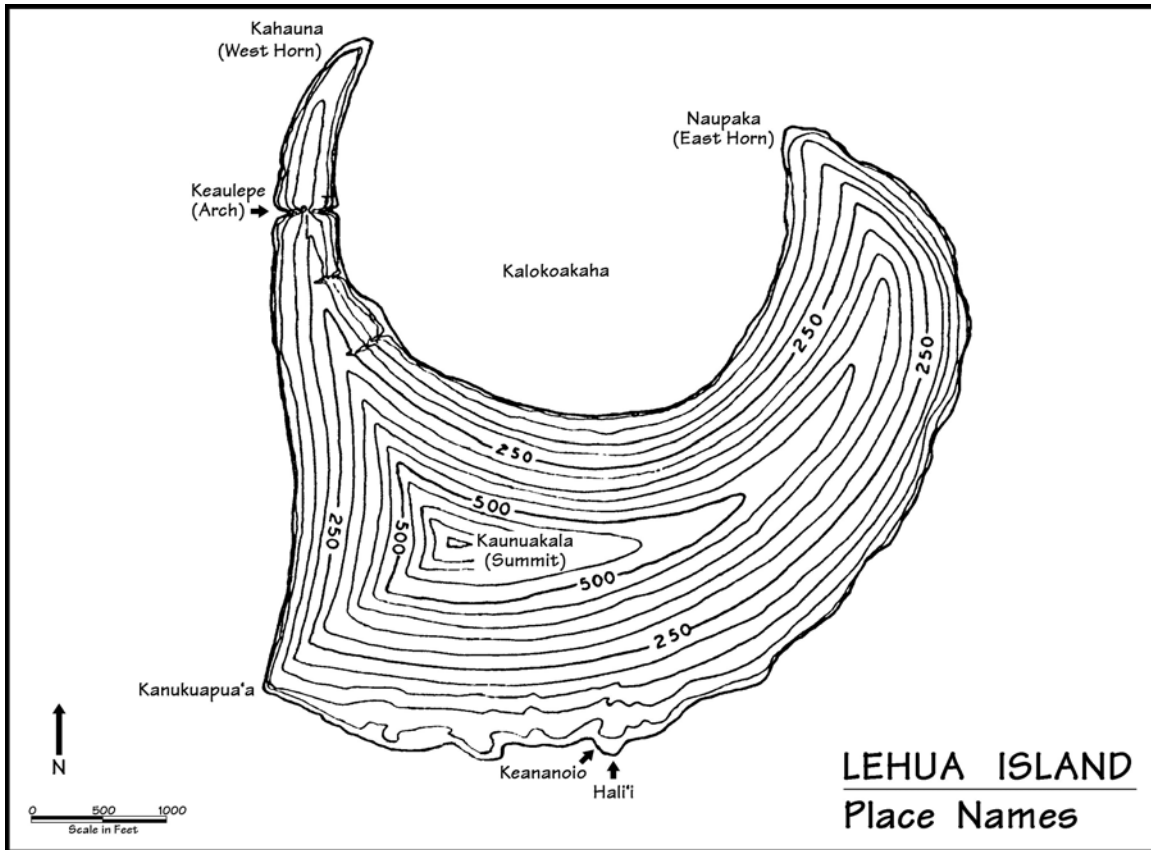 Kahauna
(West Horn)
Naupaka
(East Horn)
Keaulepe
(Arch)
Kalokoakaha
250
250
250
500
250
500
Kaunuakala
(Summit)
500
250
Kanukuapua'a
N
Keananoio
Hali'i
0 500 1000
Scale in Feet
LEHUA ISLAND
Place Names